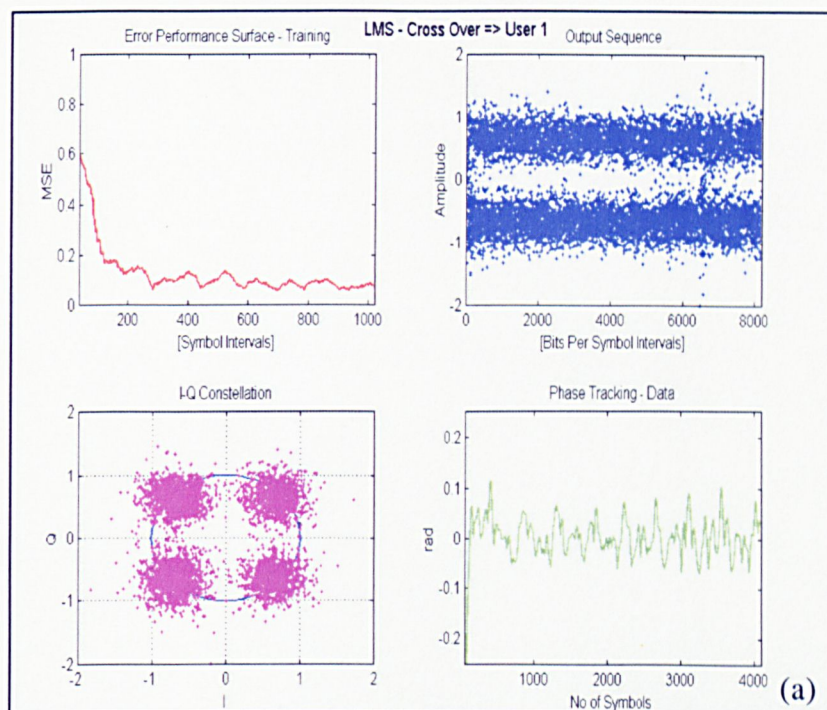 LMS - Cross Over => User 1
Error Performance Surface - Training
1
0.8
0.6
0.4
0.2
0
MSE
200
400
600
800
1000
[Symbol Intervals]
Output Sequence
2
1
0
-1
-2
Amplitude
0
2000
4000
6000
8000
[Bits Per Symbol Intervals]
I-Q Constellation
2
1
0
-1
-2
Q
-2
-1
0
1
2
I
Phase Tracking - Data
0.2
0.1
0
-0.1
-0.2
rad
1000
2000
3000
4000
No of Symbols
(a)